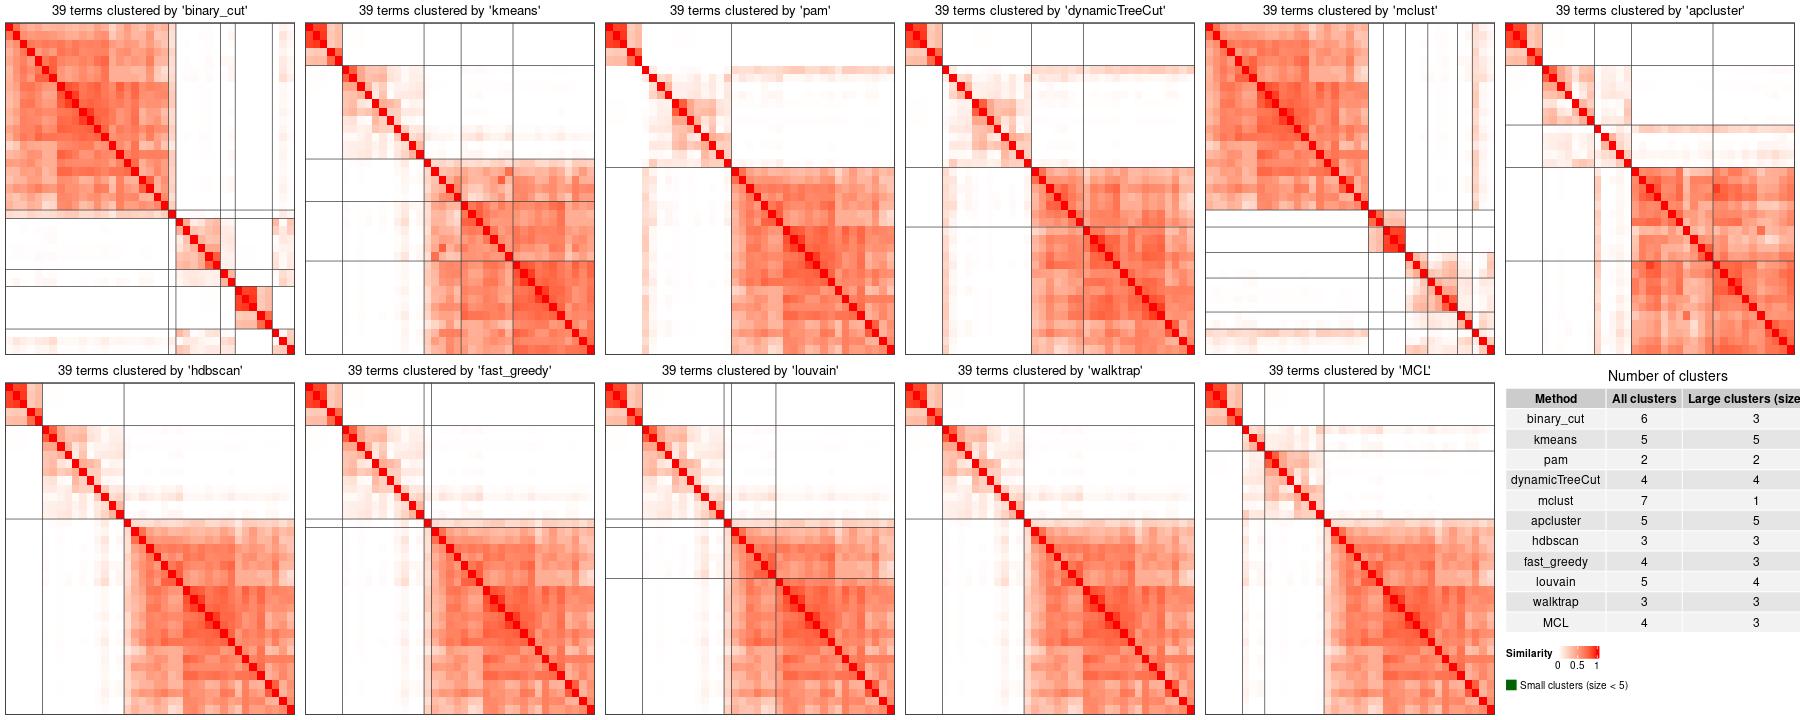 39 terms clustered by 'binary_cut'
39 terms clustered by 'kmeans'
39 terms clustered by 'pam'
39 terms clustered by 'dynamicTreeCut'
39 terms clustered by 'mclust'
39 terms clustered by 'apcluster'
39 terms clustered by 'hdbscan'
39 terms clustered by 'fast_greedy'
39 terms clustered by 'louvain'
39 terms clustered by 'walktrap'
39 terms clustered by 'MCL'
Number of clusters
Method All clusters Large clusters (size
binary_cut 6 3
kmeans 5 5
pam 2 2
dynamicTreeCut 4 4
mclust 7 1
apcluster 5 5
hdbscan 3 3
fast_greedy 4 3
louvain 5 4
walktrap 3 3
MCL 4 3
Similarity
0 0.5 1
Small clusters (size < 5)